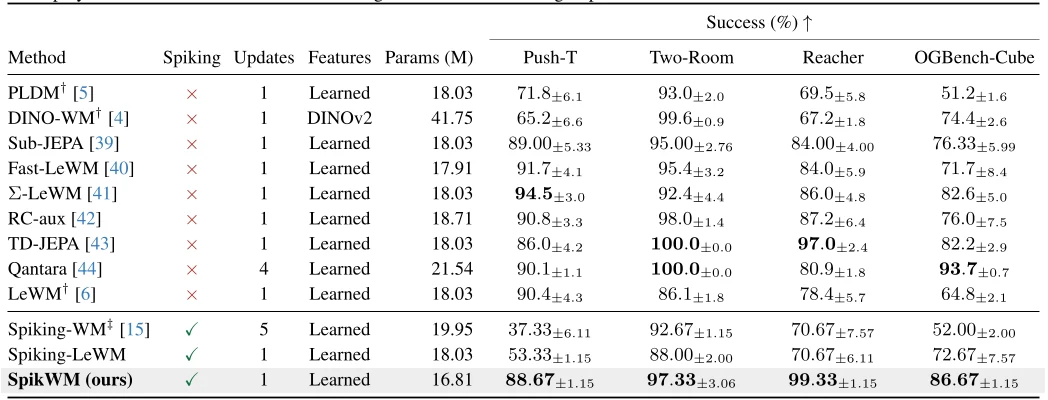 Success (%) ↑
Method Spiking Updates Features Params (M) Push-T Two-Room Reacher OGBench-Cube
PLDM† [5] × 1 Learned 18.03 71.8±6.1 93.0±2.0 69.5±5.8 51.2±1.6
DINO-WM† [4] × 1 DINOv2 41.75 65.2±6.6 99.6±0.9 67.2±1.8 74.4±2.6
Sub-JEPA [39] × 1 Learned 18.03 89.00±5.33 95.00±2.76 84.00±4.00 76.33±5.99
Fast-LeWM [40] × 1 Learned 17.91 91.7±4.1 95.4±3.2 84.0±5.9 71.7±8.4
Σ-LeWM [41] × 1 Learned 18.03 94.5±3.0 92.4±4.4 86.0±4.8 82.6±5.0
RC-aux [42] × 1 Learned 18.71 90.8±3.3 98.0±1.4 87.2±6.4 76.0±7.5
TD-JEPA [43] × 1 Learned 18.03 86.0±4.2 100.0±0.0 97.0±2.4 82.2±2.9
Qantara [44] × 4 Learned 21.54 90.1±1.1 100.0±0.0 80.9±1.8 93.7±0.7
LeWM† [6] × 1 Learned 18.03 90.4±4.3 86.1±1.8 78.4±5.7 64.8±2.1
Spiking-WM‡ [15] ✓ 5 Learned 19.95 37.33±6.11 92.67±1.15 70.67±7.57 52.00±2.00
Spiking-LeWM ✓ 1 Learned 18.03 53.33±1.15 88.00±2.00 70.67±6.11 72.67±7.57
SpikWM (ours) ✓ 1 Learned 16.81 88.67±1.15 97.33±3.06 99.33±1.15 86.67±1.15